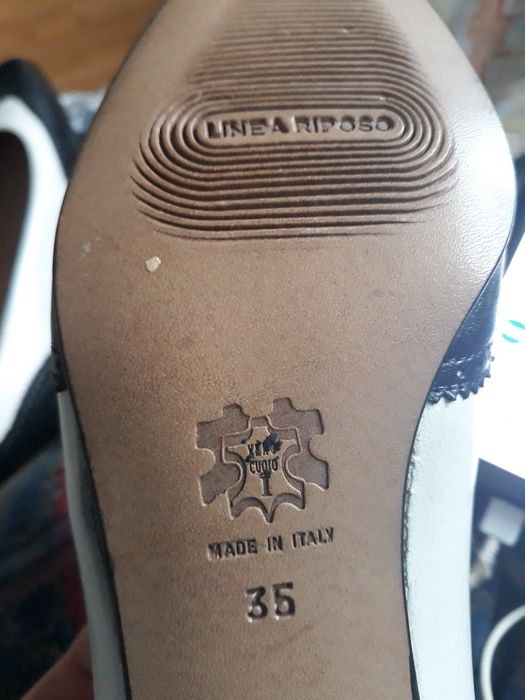 LINEA RIPOSO
VERO
CUOIO
I
MADE IN ITALY
35